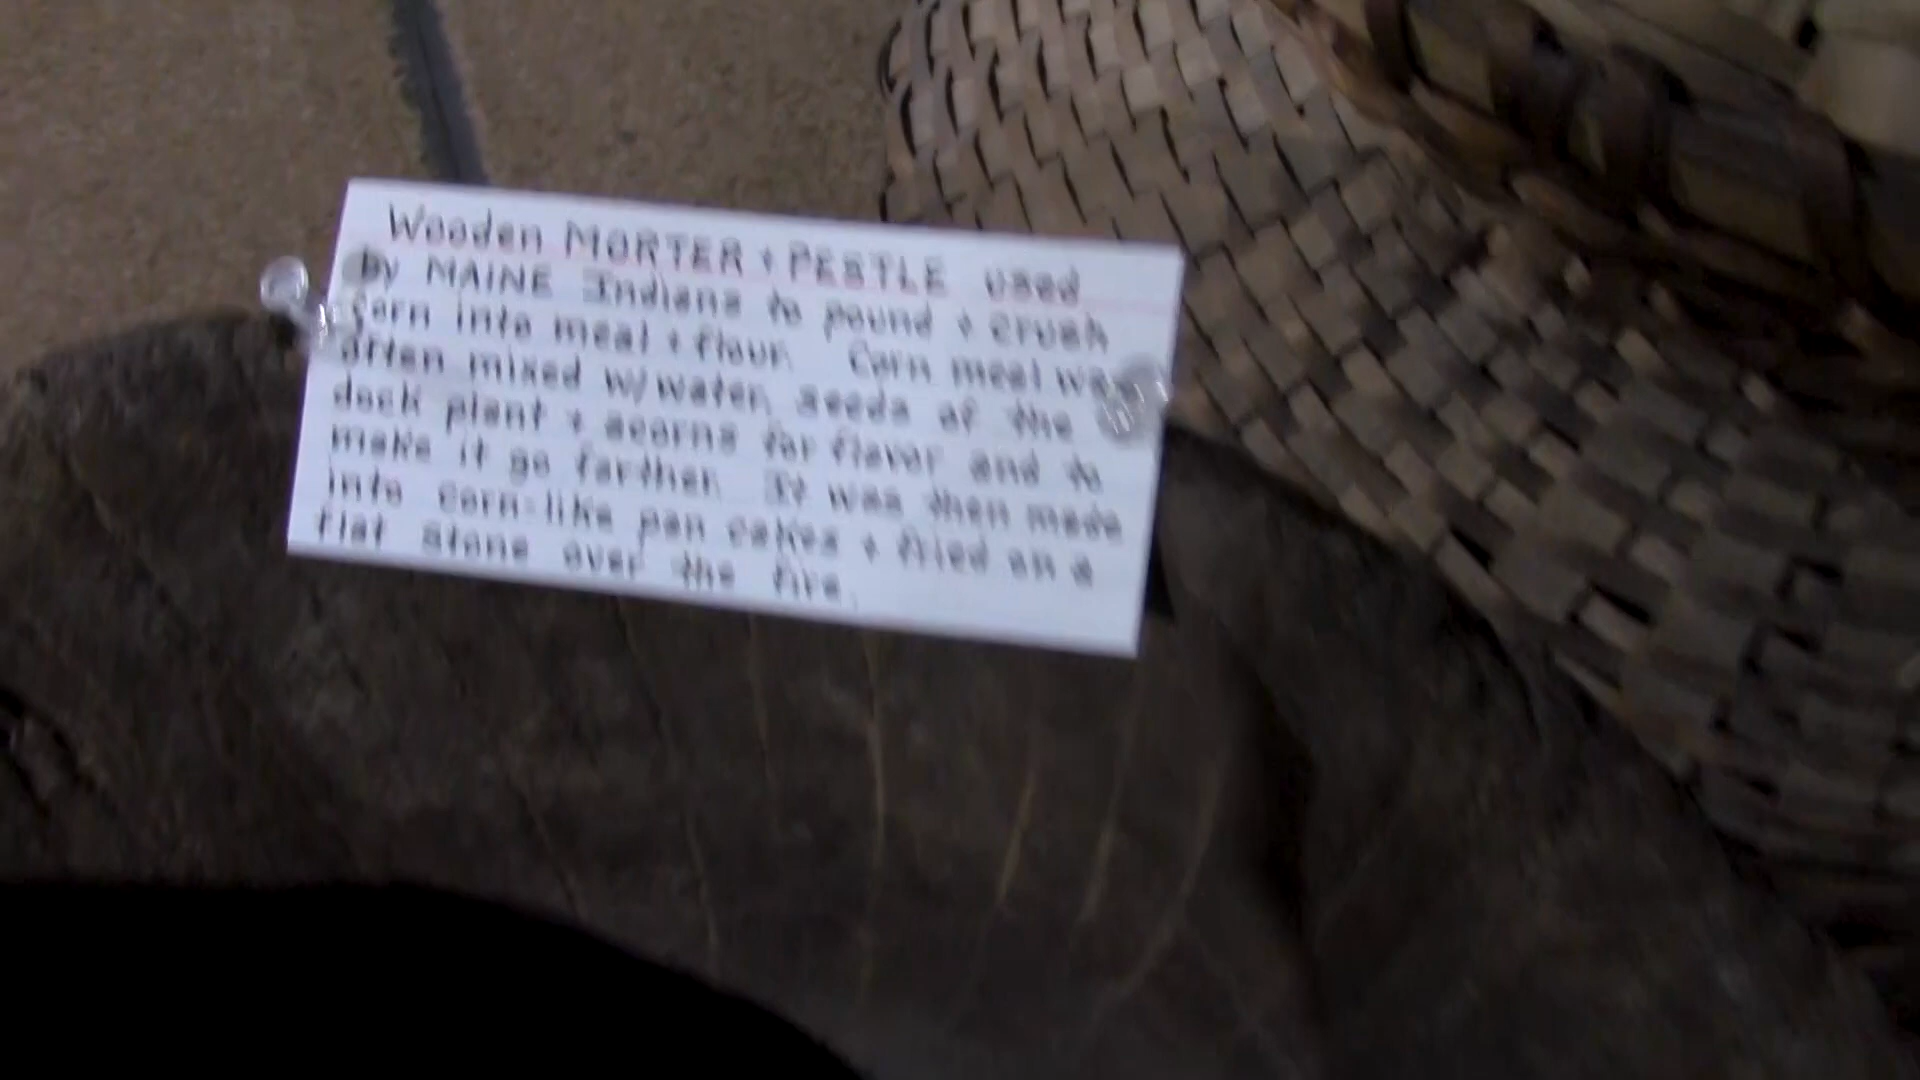 Wooden MORTER + PESTLE used
by MAINE Indians to pound + crush
corn into meal + flour. Corn meal was
often mixed w/water, seeds of the
dock plant + acorns for flavor and to
make it go farther. It was then made
into corn-like pan cakes + fried on a
flat stone over the fire.